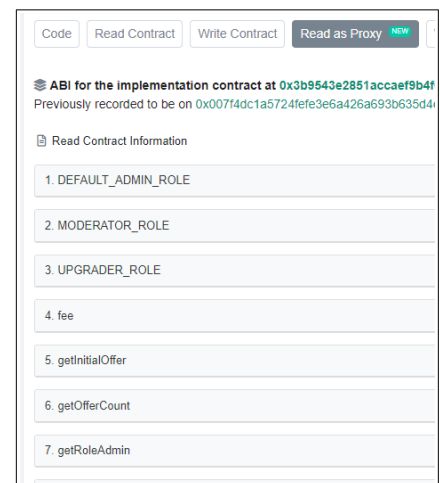 Code Read Contract Write Contract Read as Proxy NEW
ABI for the implementation contract at 0x3b9543e2851accaef9b4f
Previously recorded to be on 0x007f4dc1a5724fefe3e6a426a693b635d4
Read Contract Information
1. DEFAULT_ADMIN_ROLE
2. MODERATOR_ROLE
3. UPGRADER_ROLE
4. fee
5. getInitialOffer
6. getOfferCount
7. getRoleAdmin